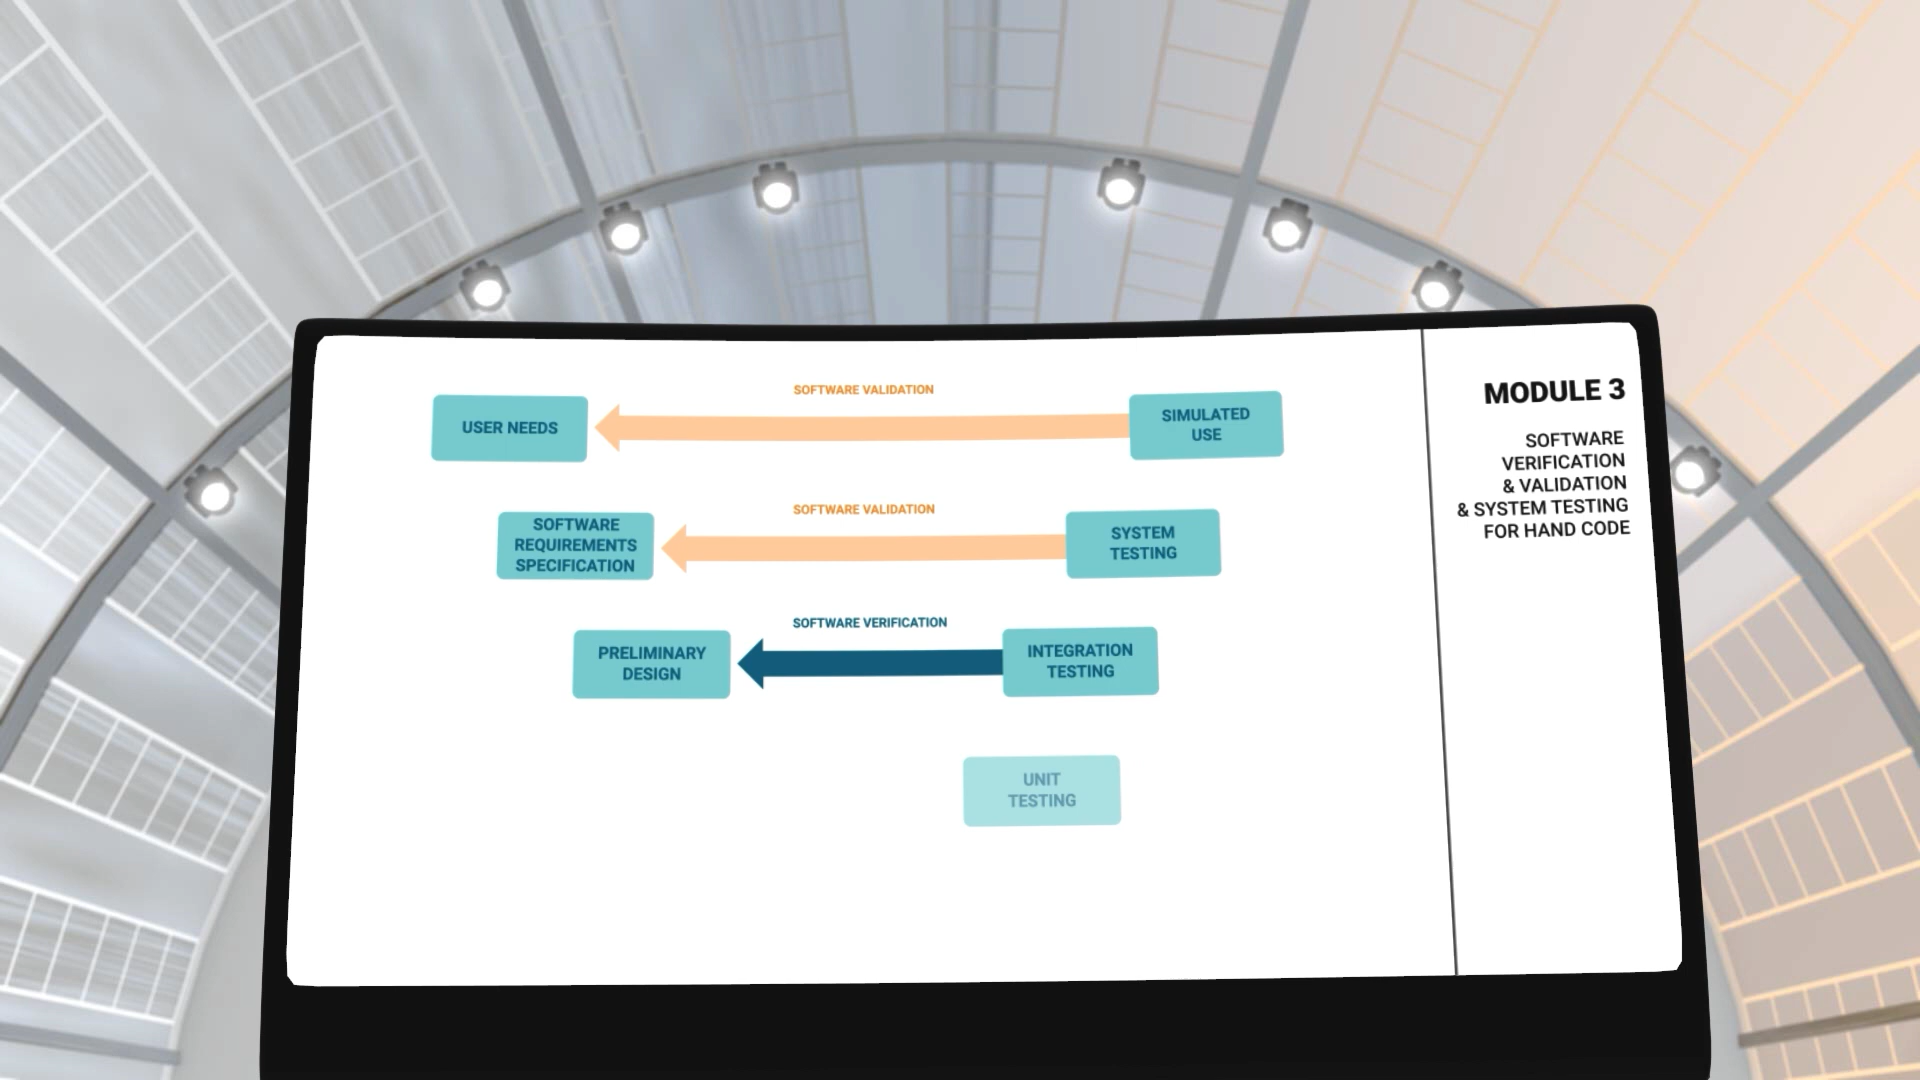 SOFTWARE VALIDATION
USER NEEDS
SIMULATED
USE
SOFTWARE VALIDATION
SOFTWARE
REQUIREMENTS
SPECIFICATION
SYSTEM
TESTING
SOFTWARE VERIFICATION
PRELIMINARY
DESIGN
INTEGRATION
TESTING
UNIT
TESTING
MODULE 3
SOFTWARE
VERIFICATION
& VALIDATION
& SYSTEM TESTING
FOR HAND CODE